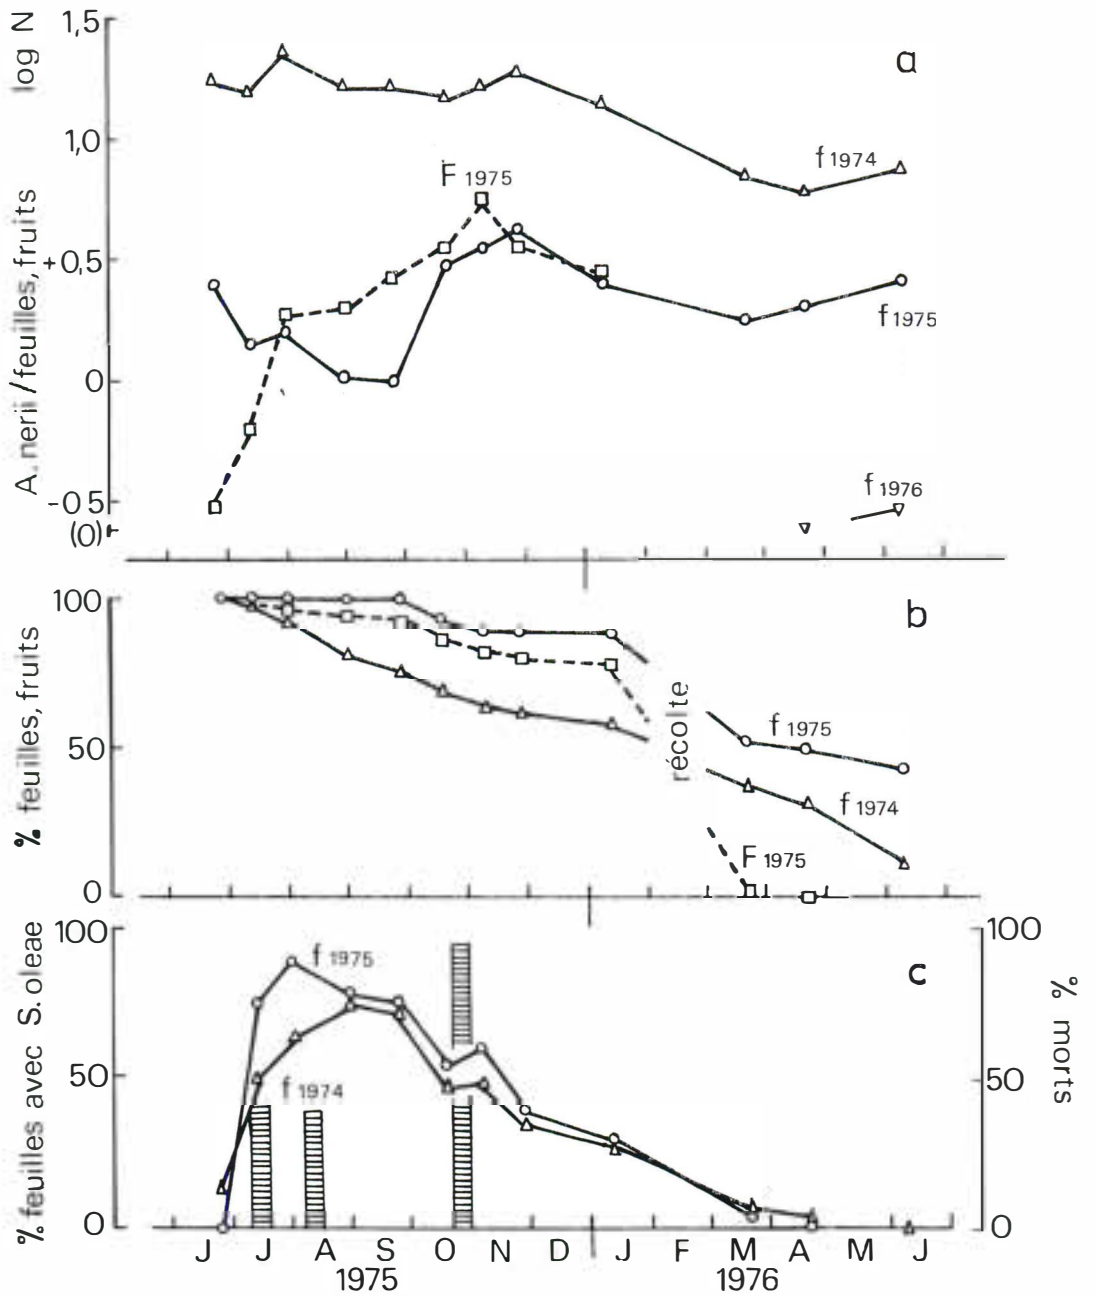 log N
A.nerii/feuilles,fruits
1,5
1,0
+0,5
0
-05
(0)
a
f 1974
F 1975
f 1975
f 1976
% feuilles,fruits
100
50
0
b
récolte
f 1975
f 1974
F 1975
% feuilles avec S.oleae
100
50
0
c
f 1975
f 1974
100
50
0
% morts
J J A S O N D J F M A M J
1975 1976